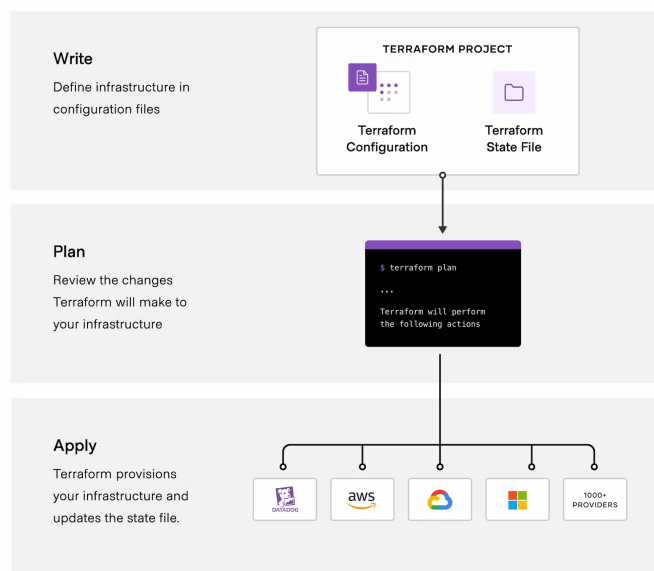 Write
Define infrastructure in
configuration files
TERRAFORM PROJECT
Terraform
Configuration
Terraform
State File
Plan
Review the changes
Terraform will make to
your infrastructure
$ terraform plan
...
Terraform will perform
the following actions
Apply
Terraform provisions
your infrastructure and
updates the state file.
DATADOG
aws
1000+
PROVIDERS